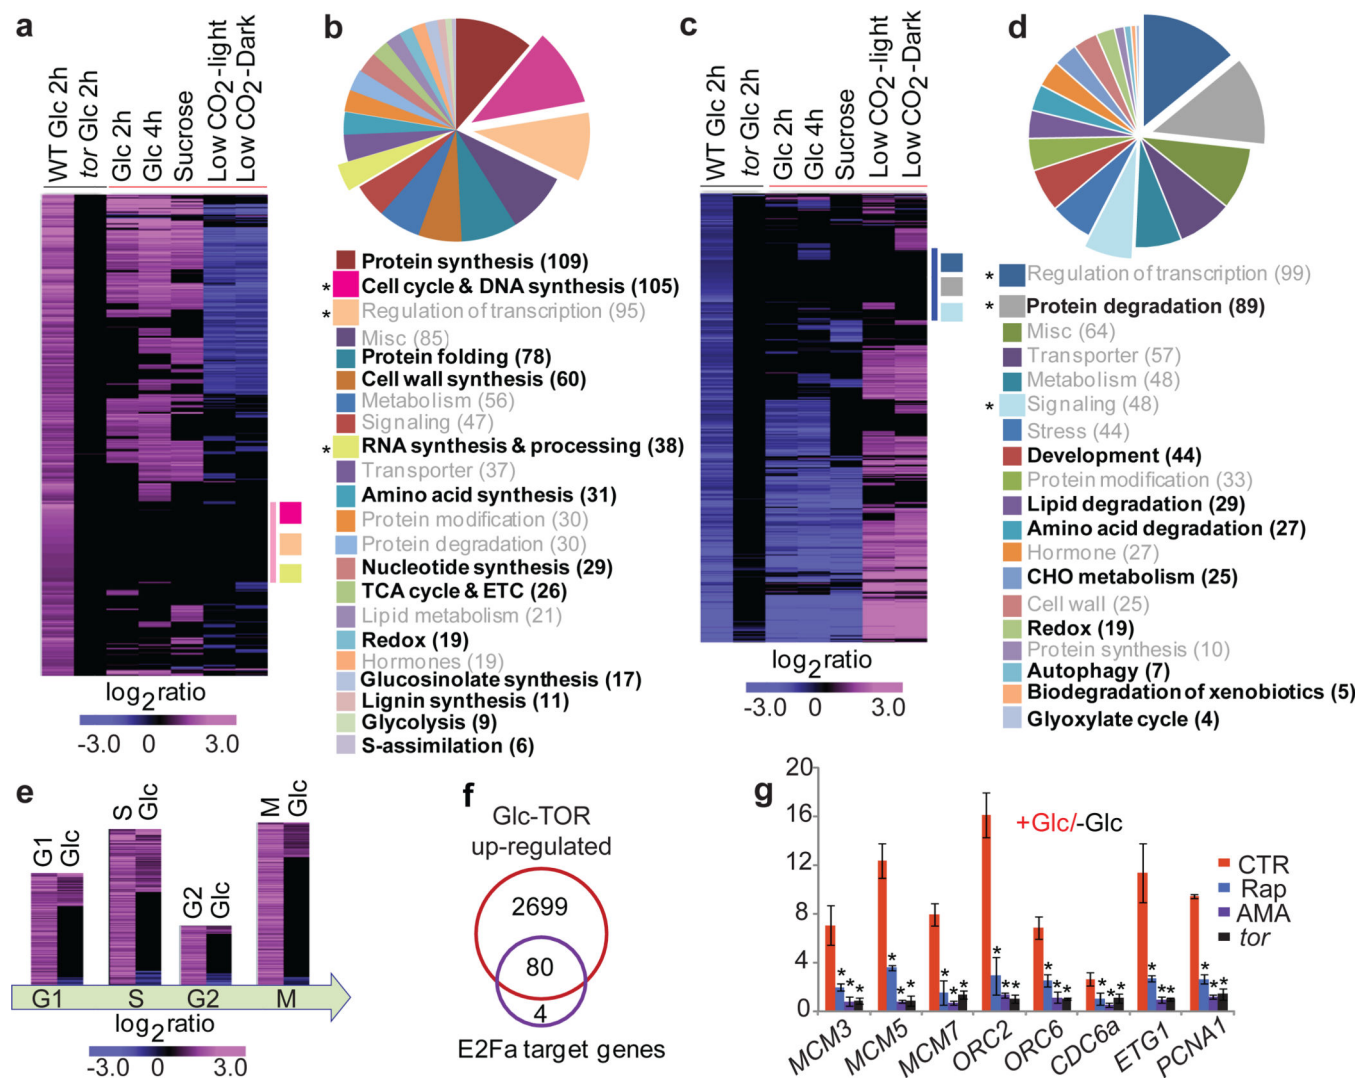 a
WT Glc 2h
tor Glc 2h
Glc 2h
Glc 4h
Sucrose
Low CO2-light
Low CO2-Dark
log2ratio
-3.0 0 3.0
b
Protein synthesis (109)
* Cell cycle & DNA synthesis (105)
* Regulation of transcription (95)
Misc (85)
Protein folding (78)
Cell wall synthesis (60)
Metabolism (56)
Signaling (47)
* RNA synthesis & processing (38)
Transporter (37)
Amino acid synthesis (31)
Protein modification (30)
Protein degradation (30)
Nucleotide synthesis (29)
TCA cycle & ETC (26)
Lipid metabolism (21)
Redox (19)
Hormones (19)
Glucosinolate synthesis (17)
Lignin synthesis (11)
Glycolysis (9)
S-assimilation (6)
c
WT Glc 2h
tor Glc 2h
Glc 2h
Glc 4h
Sucrose
Low CO2-light
Low CO2-Dark
log2ratio
-3.0 0 3.0
d
* Regulation of transcription (99)
* Protein degradation (89)
Misc (64)
Transporter (57)
Metabolism (48)
* Signaling (48)
Stress (44)
Development (44)
Protein modification (33)
Lipid degradation (29)
Amino acid degradation (27)
Hormone (27)
CHO metabolism (25)
Cell wall (25)
Redox (19)
Protein synthesis (10)
Autophagy (7)
Biodegradation of xenobiotics (5)
Glyoxylate cycle (4)
e
G1 Glc
S Glc
G2 Glc
M Glc
G1 S G2 M
log2ratio
-3.0 0 3.0
f
Glc-TOR
up-regulated
2699
80
4
E2Fa target genes
g
+Glc/-Glc
CTR
Rap
AMA
tor
20
16
12
8
4
0
* * * * * * * * * * * * * * * * * * * * * * * *
MCM3
MCM5
MCM7
ORC2
ORC6
CDC6a
ETG1
PCNA1